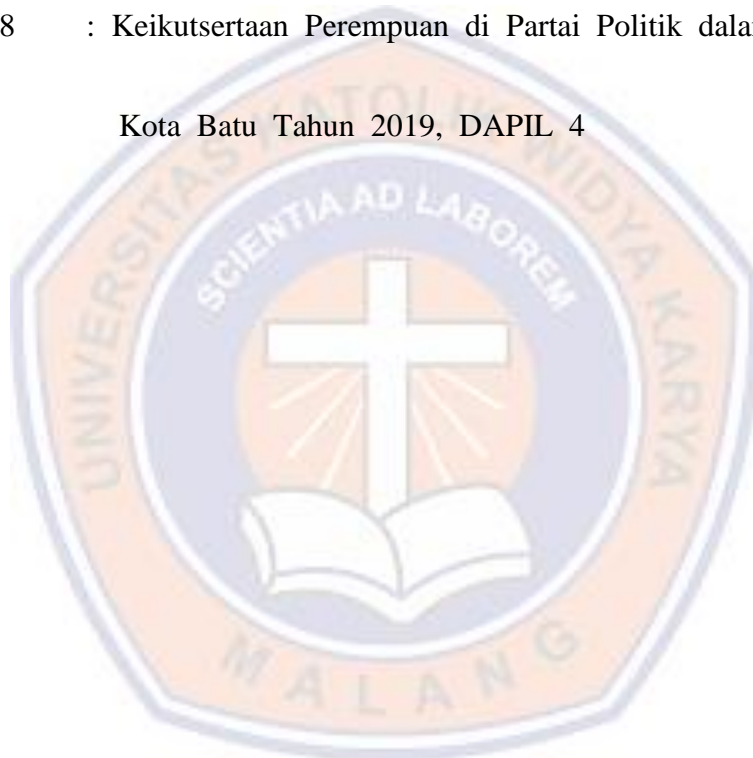 8 : Keikutsertaan Perempuan di Partai Politik
Kota Batu Tahun 2019, DAPIL 4
UNIVERSITAS KATOLIK WIDYA KARYA
SCIENTIA AD LABOREM
MALANG